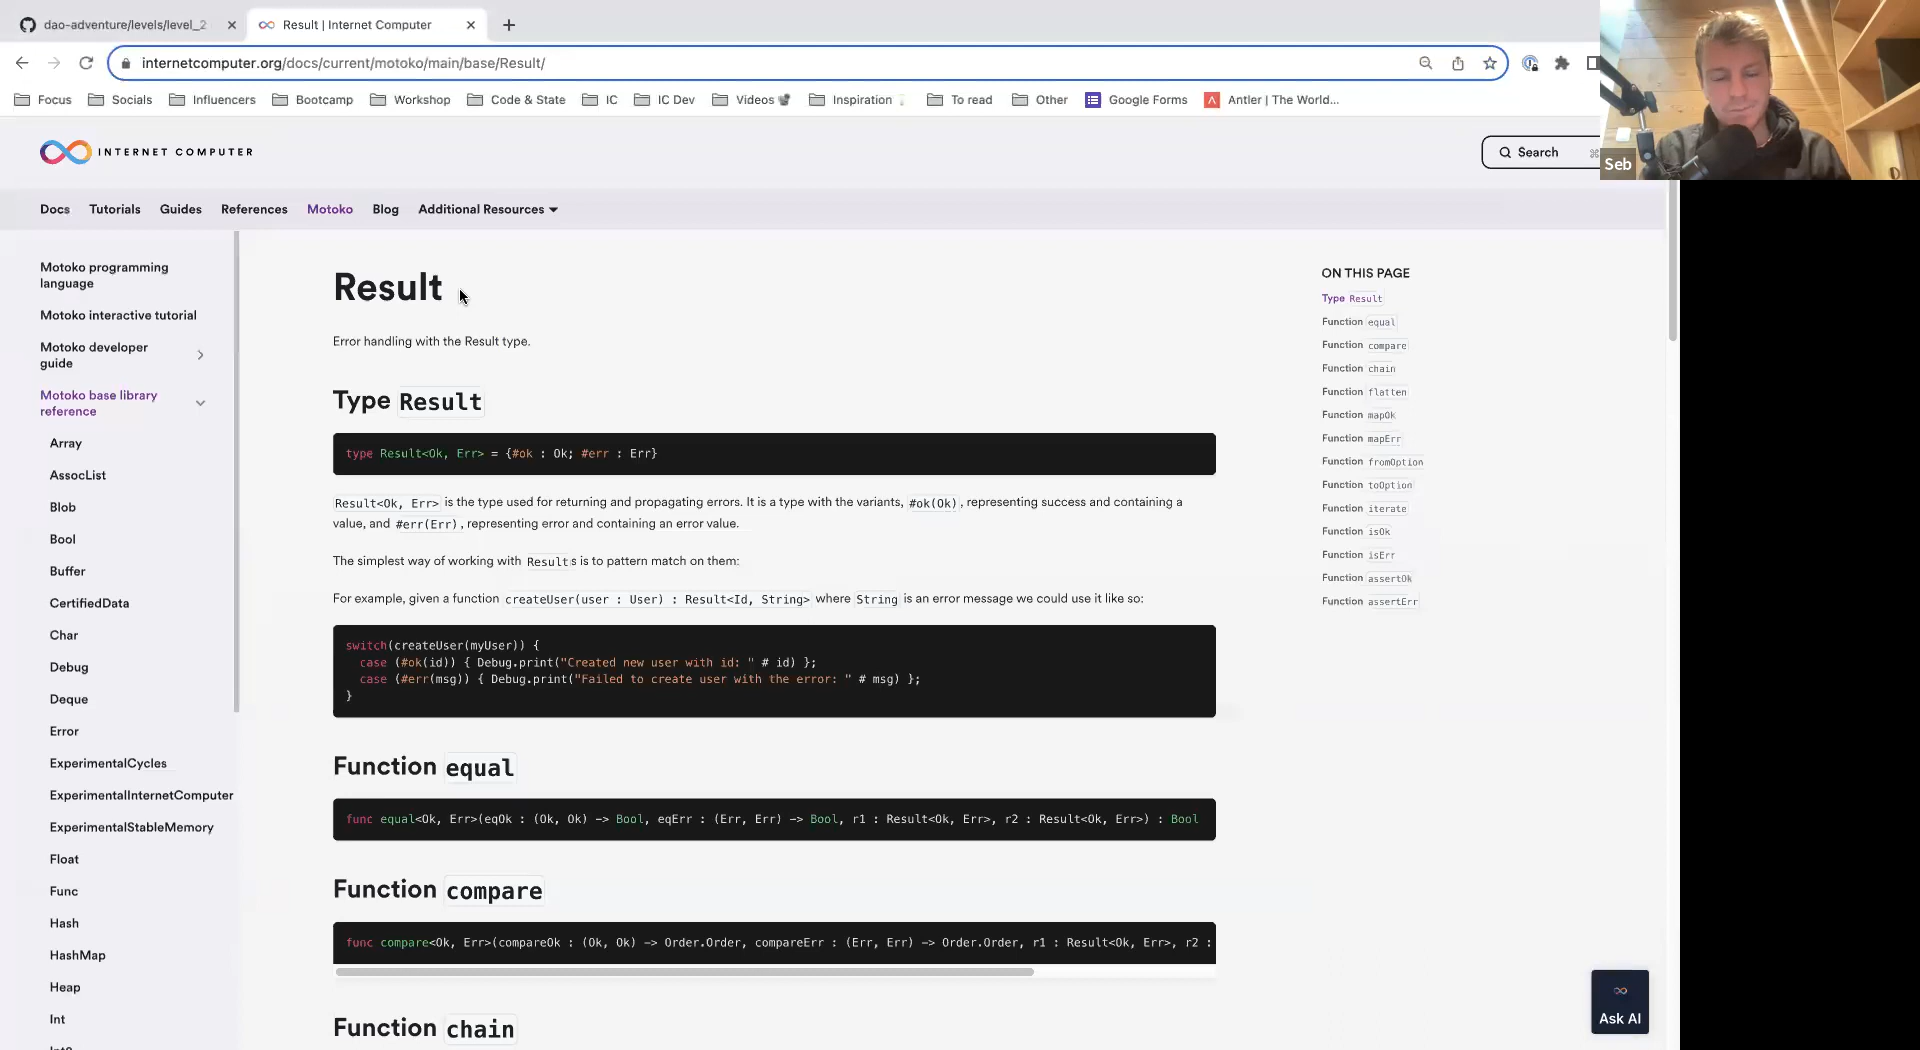 dao-adventure/levels/level_2
Result | Internet Computer
internetcomputer.org/docs/current/motoko/main/base/Result/
Focus
Socials
Influencers
Bootcamp
Workshop
Code & State
IC
IC Dev
Videos
Inspiration
To read
Other
Google Forms
Antler | The World...
Seb
INTERNET COMPUTER
Search
Docs
Tutorials
Guides
References
Motoko
Blog
Additional Resources
Motoko programming
language
Motoko interactive tutorial
Motoko developer
guide
Motoko base library
reference
Array
AssocList
Blob
Bool
Buffer
CertifiedData
Char
Debug
Deque
Error
ExperimentalCycles
ExperimentalInternetComputer
ExperimentalStableMemory
Float
Func
Hash
HashMap
Heap
Int
Result
Error handling with the Result type.
Type Result
type Result<Ok, Err> = {#ok : Ok; #err : Err}
Result<Ok, Err> is the type used for returning and propagating errors. It is a type with the variants, #ok(Ok), representing success and containing a
value, and #err(Err), representing error and containing an error value.
The simplest way of working with Results is to pattern match on them:
For example, given a function createUser(user : User) : Result<Id, String> where String is an error message we could use it like so:
switch(createUser(myUser)) {
case (#ok(id)) { Debug.print("Created new user with id: " # id) };
case (#err(msg)) { Debug.print("Failed to create user with the error: " # msg) };
}
Function equal
func equal<Ok, Err>(eqOk : (Ok, Ok) -> Bool, eqErr : (Err, Err) -> Bool, r1 : Result<Ok, Err>, r2 : Result<Ok, Err>) : Bool
Function compare
func compare<Ok, Err>(compareOk : (Ok, Ok) -> Order.Order, compareErr : (Err, Err) -> Order.Order, r1 : Result<Ok, Err>, r2 :
Function chain
ON THIS PAGE
Type Result
Function equal
Function compare
Function chain
Function flatten
Function mapOk
Function mapErr
Function fromOption
Function toOption
Function iterate
Function isOk
Function isErr
Function assertOk
Function assertErr
Ask AI